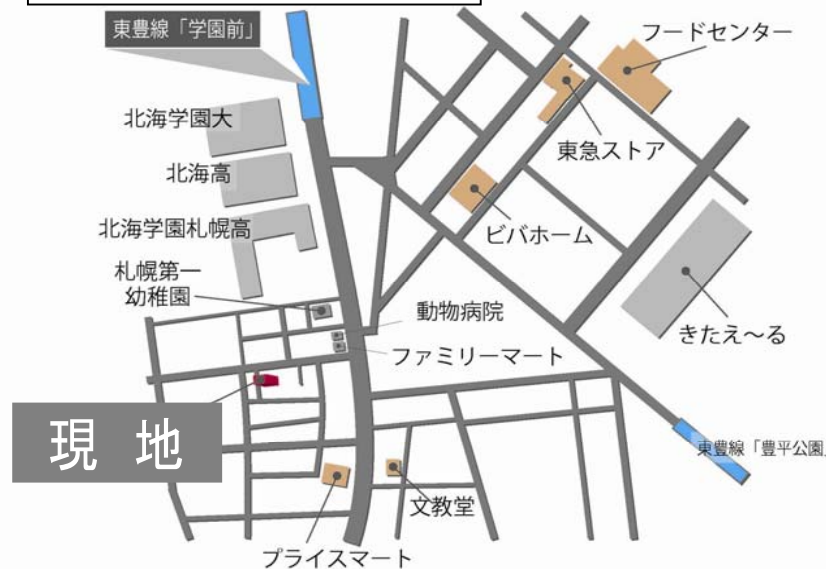 東豊線「学園前」
フードセンター
北海学園大
東急ストア
北海高
北海学園札幌高
ビバホーム
札幌第一
幼稚園
動物病院
きたえ～る
ファミリーマート
現 地
東豊線「豊平公園」
文教堂
プライスマート